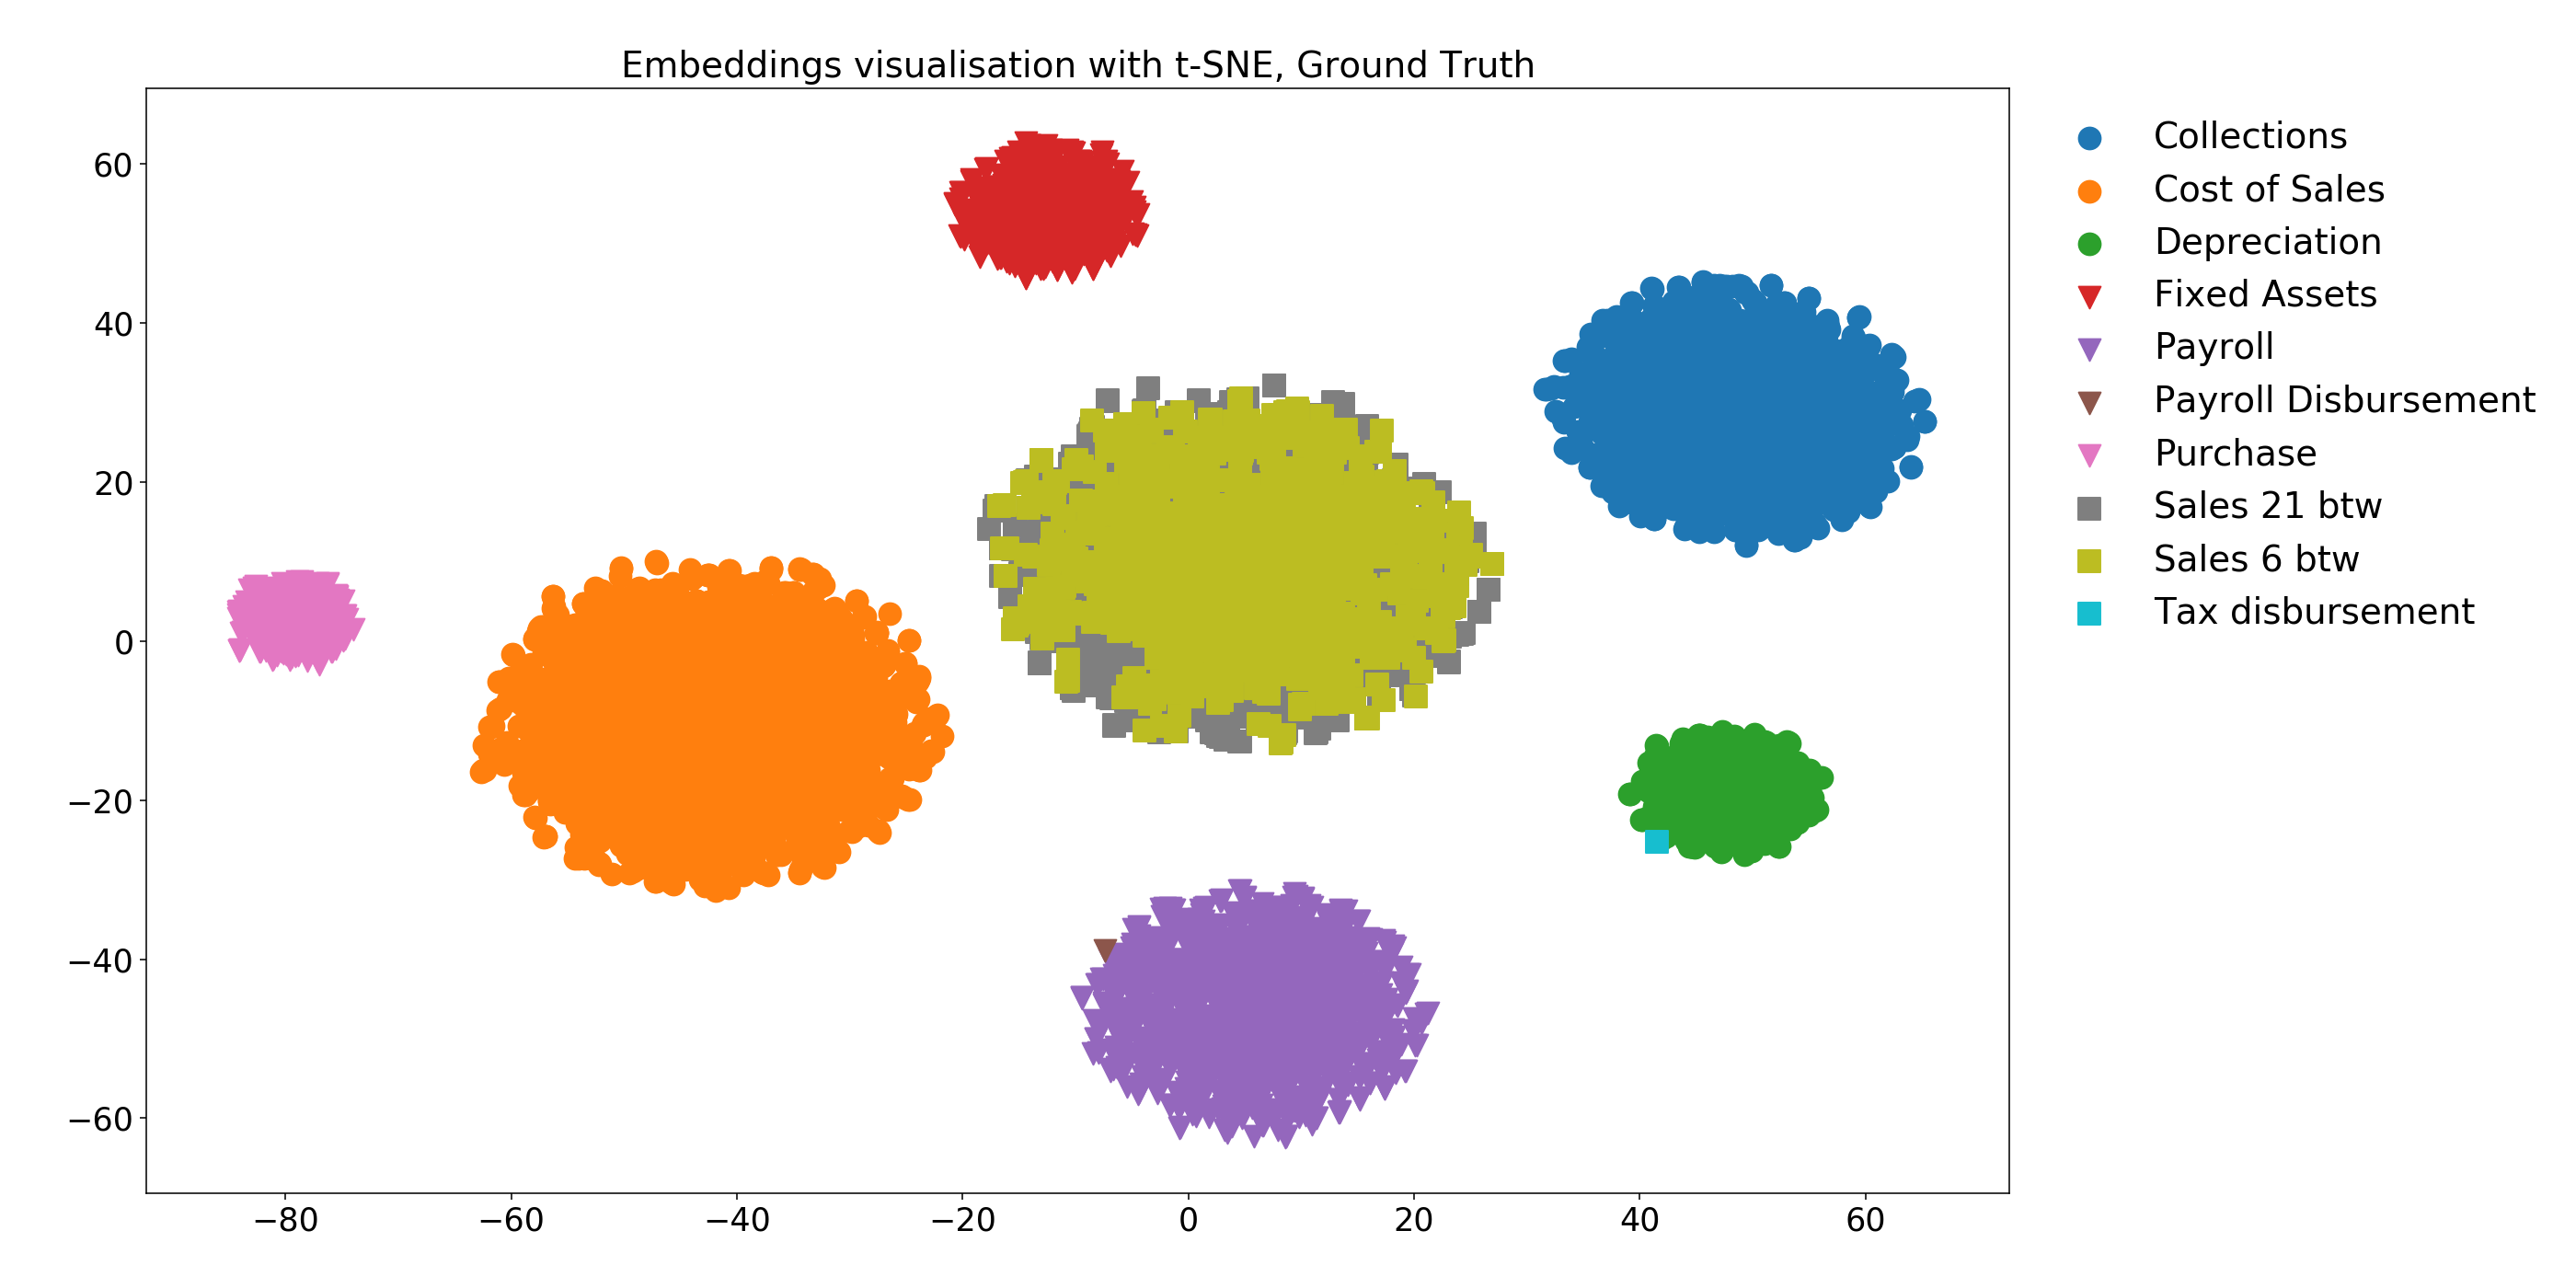 Embeddings visualisation with t-SNE, Ground Truth
60
40
20
0
−20
−40
−60
−80
−60
−40
−20
0
20
40
60
Collections
Cost of Sales
Depreciation
Fixed Assets
Payroll
Payroll Disbursement
Purchase
Sales 21 btw
Sales 6 btw
Tax disbursement